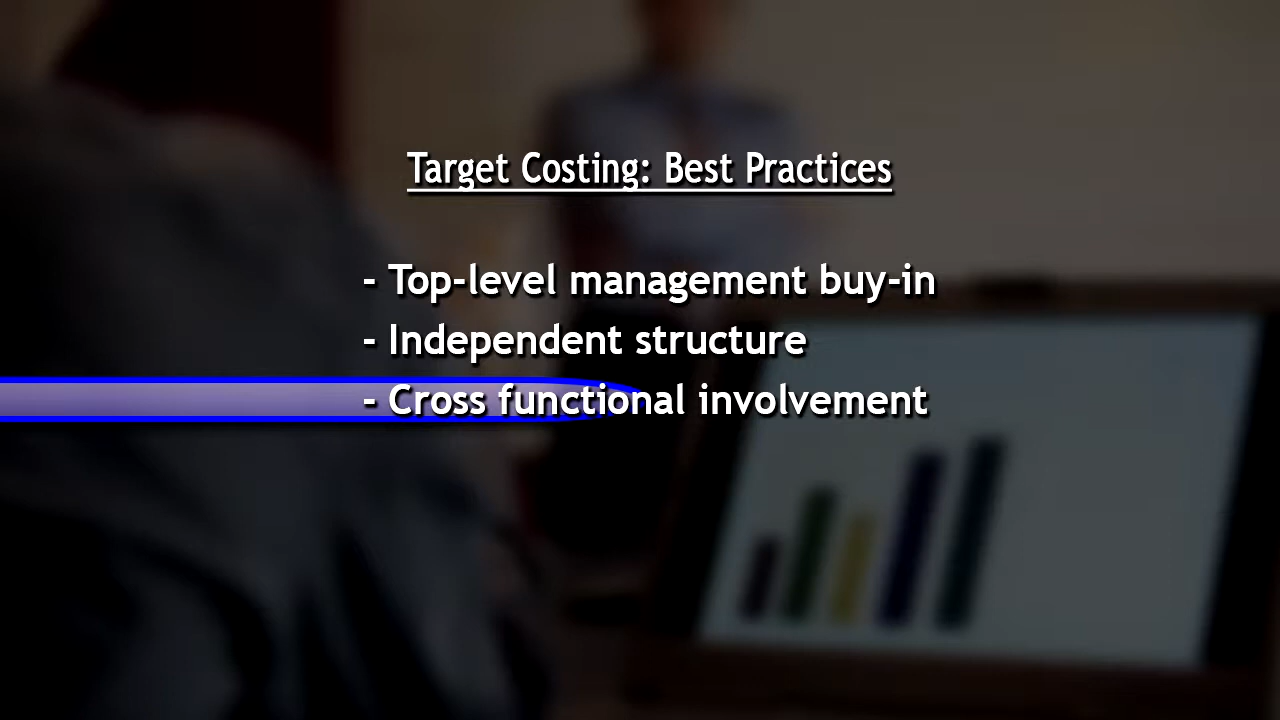 Target Costing: Best Practices
- Top-level management buy-in
- Independent structure
- Cross functional involvement